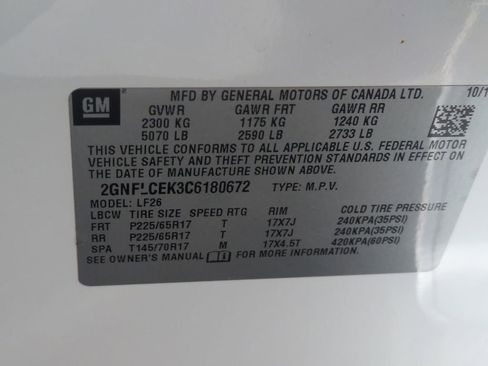 GM
MFD BY GENERAL MOTORS OF CANADA LTD. 10/1
GVWR GAWR FRT GAWR RR
2300 KG 1175 KG 1240 KG
5070 LB 2590 LB 2733 LB
THIS VEHICLE CONFORMS TO ALL APPLICABLE U.S. FEDERAL MOTOR
VEHICLE SAFETY AND THEFT PREVENTION STANDARDS IN EFFECT ON
THE DATE OF MANUFACTURE SHOWN ABOVE.
2GNFLCEK3C6180672 TYPE: M.P.V.
MODEL: LF26
LBCW TIRE SIZE SPEED RTG RIM COLD TIRE PRESSURE
FRT P225/65R17 T 17X7J 240KPA(35PSI)
RR P225/65R17 T 17X7J 240KPA(35PSI)
SPA T145/70R17 M 17X4.5T 420KPA(60PSI)
SEE OWNER'S MANUAL FOR MORE INFORMATION.